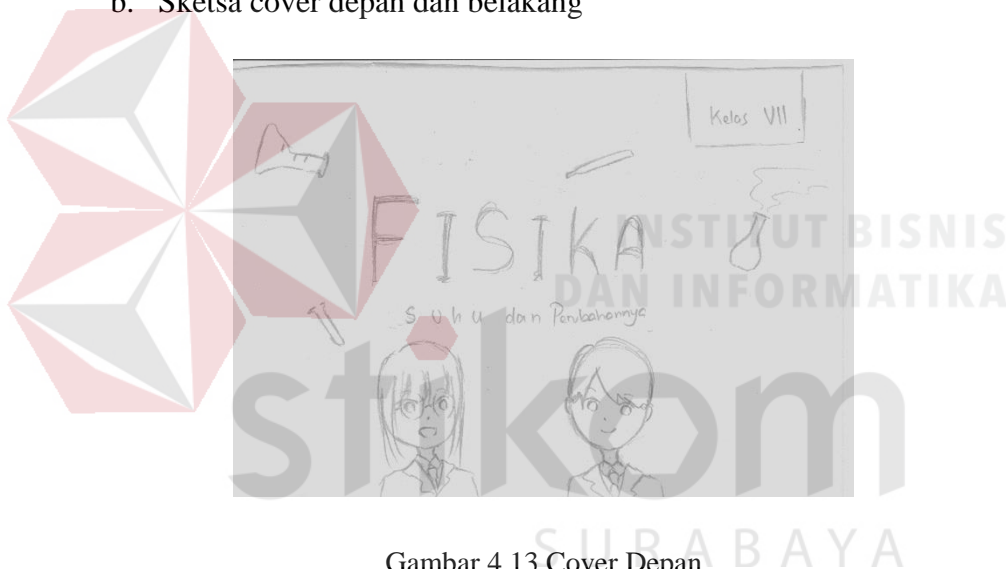 b. Sketsa cover depan dan belakang
Kelas VII
FISIKA
Suhu dan Perubahannya
INSTITUT BISNIS
DAN INFORMATIKA
stikom
SURABAYA
Gambar 4.13 Cover Depan